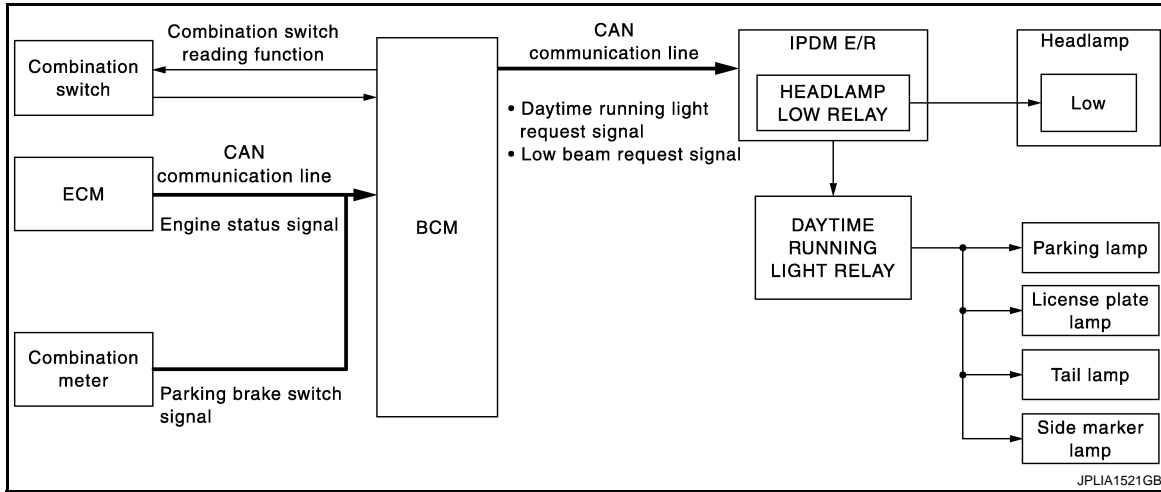 Combination switch
reading function
Combination
switch
CAN
communication line
ECM
Engine status signal
Combination
meter
Parking brake switch
signal
BCM
CAN
communication line
• Daytime running light
request signal
• Low beam request signal
IPDM E/R
HEADLAMP
LOW RELAY
Headlamp
Low
DAYTIME
RUNNING
LIGHT RELAY
Parking lamp
License plate
lamp
Tail lamp
Side marker
lamp
JPLIA1521GB